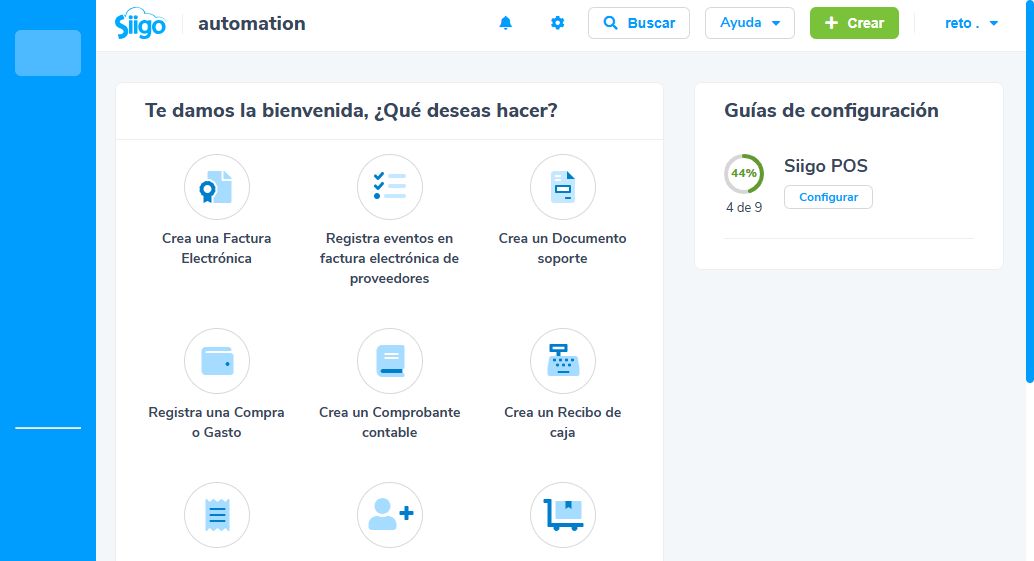 Siigo
automation
Buscar
Ayuda
Crear
reto .
Te damos la bienvenida, ¿Qué deseas hacer?
Crea una Factura
Electrónica
Registra eventos en
factura electrónica de
proveedores
Crea un Documento
soporte
Registra una Compra
o Gasto
Crea un Comprobante
contable
Crea un Recibo de
caja
Guías de configuración
44%
4 de 9
Siigo POS
Configurar